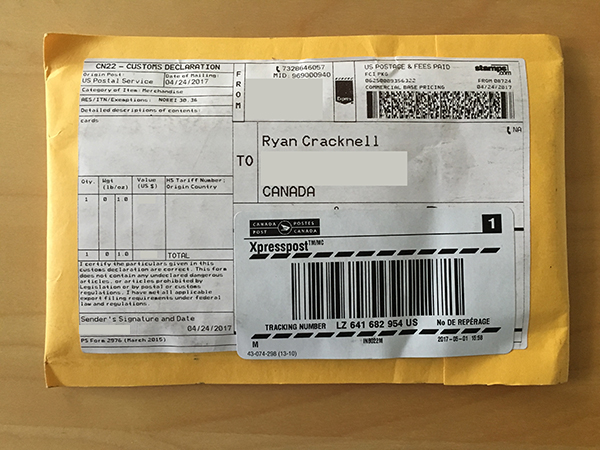 CN22 - CUSTOMS DECLARATION
Origin Post:
US Postal Service
Date of Mailing:
04/24/2017
Category of Item: Merchandise
AES/ITN/Exemptions: NOEEI 30.36
Detailed descriptions of contents:
cards
Qty.
Wgt
(lb/oz)
Value
(US $)
HS Tariff Number:
Origin Country
1 0 1.0
1 0 1.0 TOTAL
I certify the particulars given in this
customs declaration are correct. This form
does not contain any undeclared dangerous
articles, or articles prohibited by
Legislation or by postal or customs
regulations. I have met all applicable
export filing requirements under federal
law and regulations.
Sender's Signature and Date
04/24/2017
PS Form 2976 (March 2015)
FROM
7328646057
MID: 969000940
US POSTAGE & FEES PAID
FCI PKG
062S0009356322
COMMERCIAL BASE PRICING
stamps.com
FROM 08724
04/24/2017
NA
TO
Ryan Cracknell
CANADA
CANADA POSTES
POST CANADA
1
Xpresspost TM/MC
TRACKING NUMBER LZ 641 682 954 US No DE REPÉRAGE
M
2017-05-01
43-074-298 (13-10)